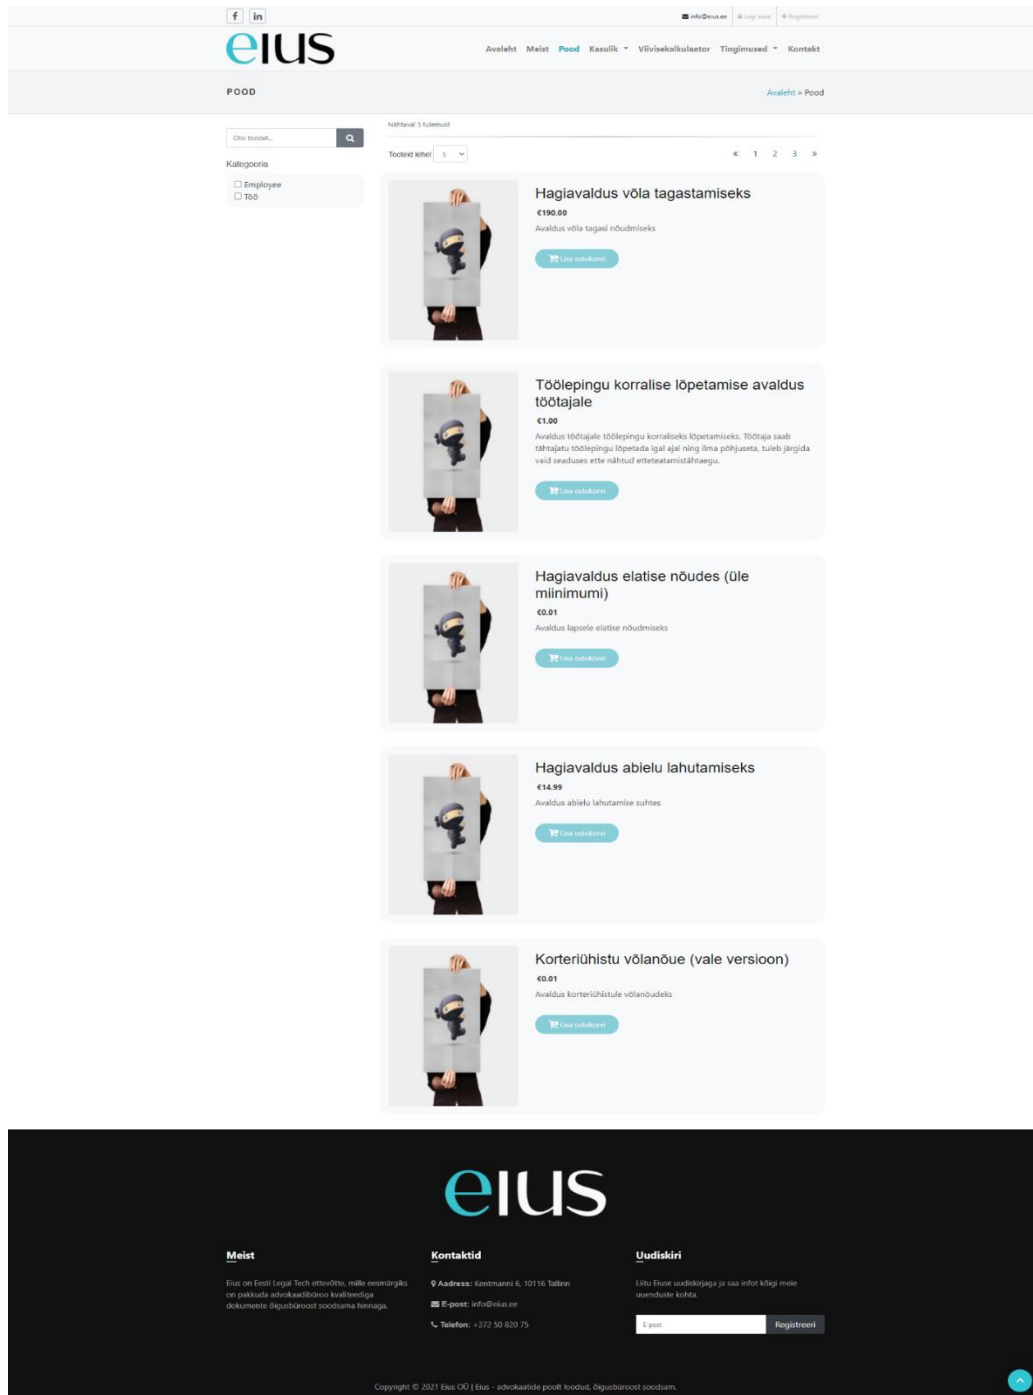 f in
info@eius.ee Logi sisse Registreeri
eius
Avaleht Meist Pood Kasulik Viivisekalkulaator Tingimused Kontakt
POOD
Avaleht » Pood
Nähtaval 5 tulemust
Otsi toodet...
Tooteid lehel 5
« 1 2 3 »
Kategooria
Employee
Töö
Hagiavaldus võla tagastamiseks
€190.00
Avaldus võla tagasi nõudmiseks
Lisa ostukorvi
Töölepingu korralise lõpetamise avaldus
töötajale
€1.00
Avaldus töötajale töölepingu korraliseks lõpetamiseks. Töötaja saab
tähtajatu töölepingu lõpetada igal ajal ning ilma põhjuseta, tuleb järgida
vaid seaduses ette nähtud etteteatamistähtaegu.
Lisa ostukorvi
Hagiavaldus elatise nõudes (üle
miinimumi)
€0.01
Avaldus lapsele elatise nõudmiseks
Lisa ostukorvi
Hagiavaldus abielu lahutamiseks
€14.99
Avaldus abielu lahutamise suhtes
Lisa ostukorvi
Korteriühistu võlanõue (vale versioon)
€0.01
Avaldus korteriühistule võlanõudeks
Lisa ostukorvi
eius
Meist
Eius on Eesti Legal Tech ettevõtte, mille eesmärgiks
on pakkuda advokaadibüroo kvaliteediga
dokumente õigusbüroost soodsama hinnaga.
Kontaktid
Aadress: Kentmanni 6, 10116 Tallinn
E-post: info@eius.ee
Telefon: +372 50 820 75
Uudiskiri
Liitu Eiuse uudiskirjaga ja saa infot kõigi meie
uuenduste kohta.
E-post Registreeri
Copyright © 2021 Eius OÜ | Eius - advokaatide poolt loodud, õigusbüroost soodsam.